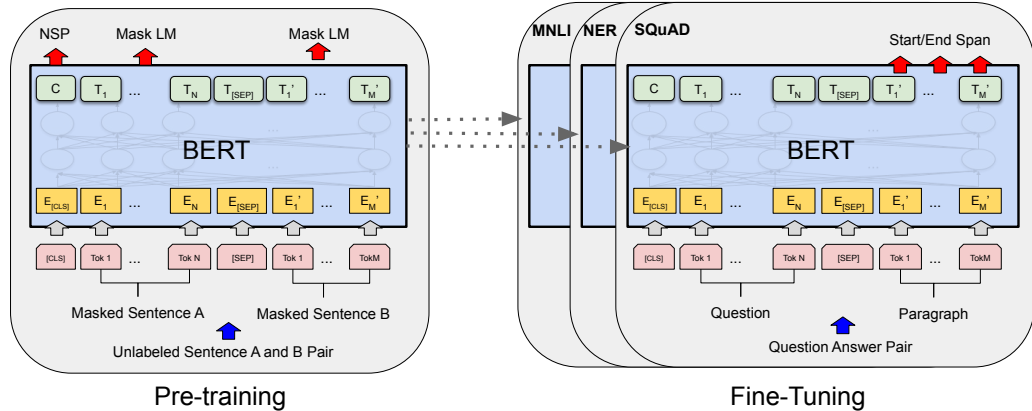 NSP Mask LM Mask LM
C T1 ... TN T[SEP] T1’ ... TM’
BERT
E[CLS] E1 ... EN E[SEP] E1’ ... EM’
[CLS] Tok 1 ... Tok N [SEP] Tok 1 ... TokM
Masked Sentence A Masked Sentence B
Unlabeled Sentence A and B Pair
Pre-training
MNLI NER SQuAD
Start/End Span
C T1 ... TN T[SEP] T1’ ... TM’
BERT
E[CLS] E1 ... EN E[SEP] E1’ ... EM’
[CLS] Tok 1 ... Tok N [SEP] Tok 1 ... TokM
Question Paragraph
Question Answer Pair
Fine-Tuning